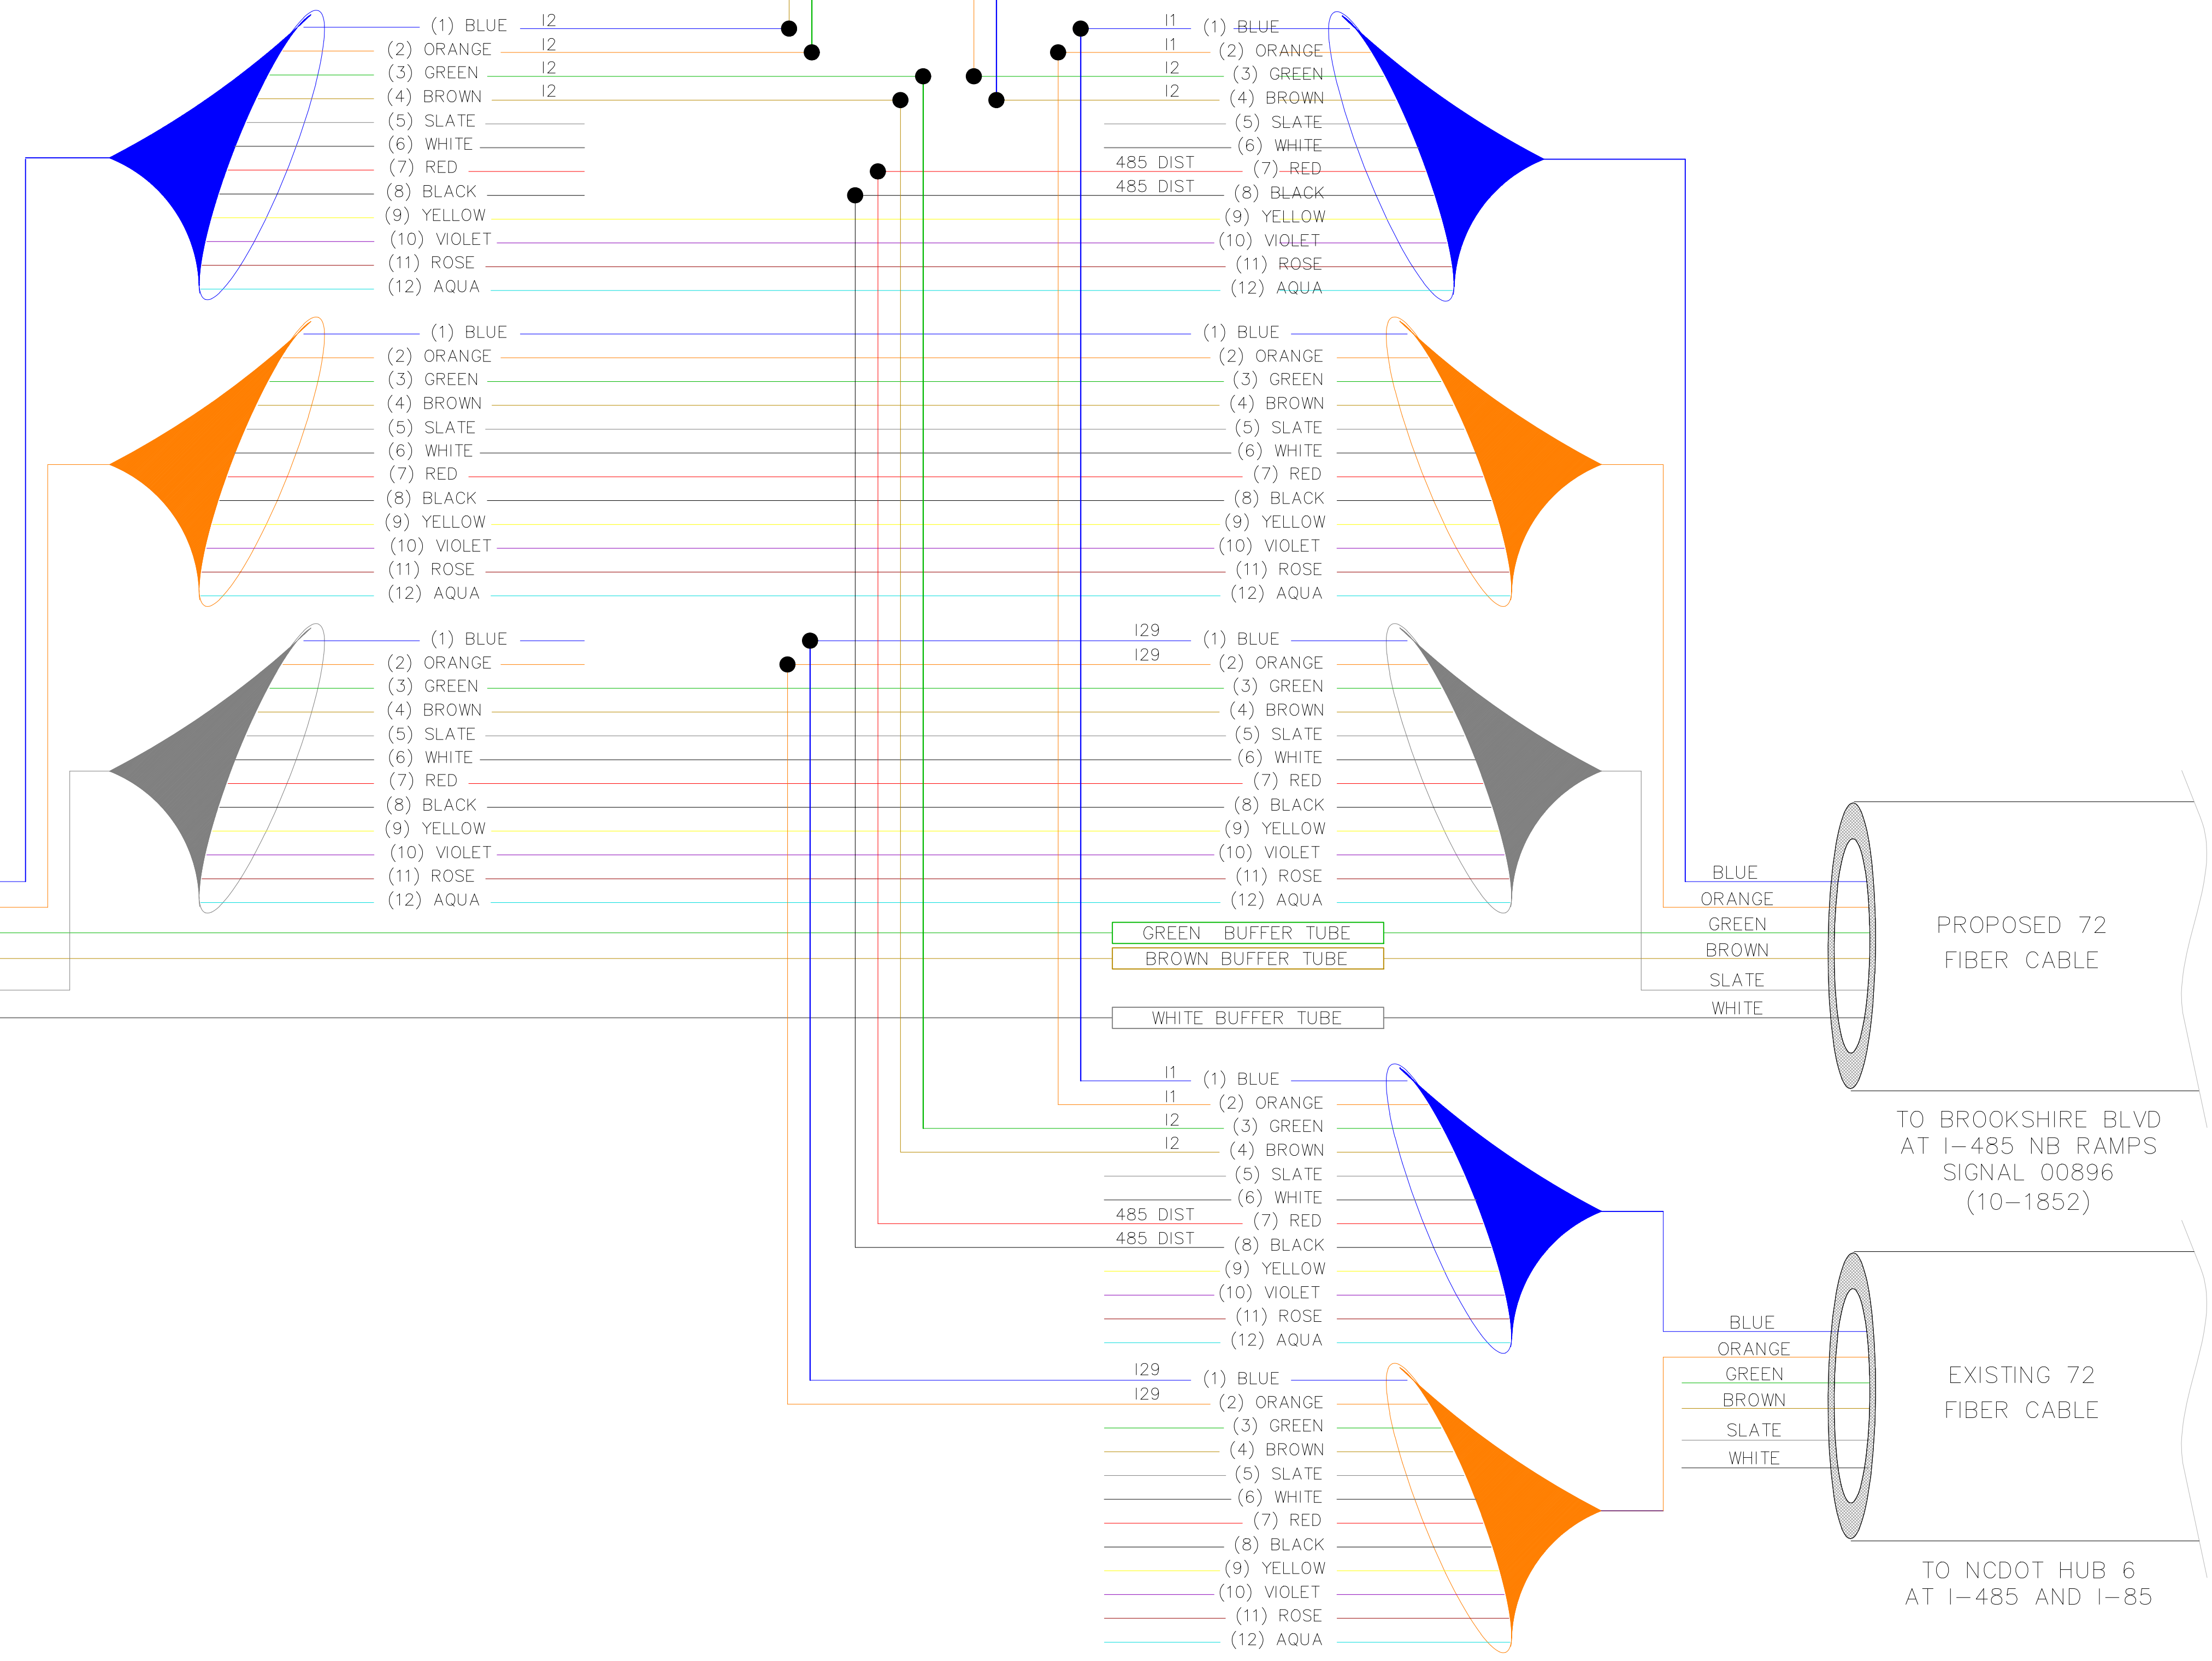 (1) BLUE I2 I1 (1) BLUE
(2) ORANGE I2 I1 (2) ORANGE
(3) GREEN I2 I2 (3) GREEN
(4) BROWN I2 I2 (4) BROWN
(5) SLATE (5) SLATE
(6) WHITE (6) WHITE
(7) RED 485 DIST (7) RED
(8) BLACK 485 DIST (8) BLACK
(9) YELLOW (9) YELLOW
(10) VIOLET (10) VIOLET
(11) ROSE (11) ROSE
(12) AQUA (12) AQUA
(1) BLUE (1) BLUE
(2) ORANGE (2) ORANGE
(3) GREEN (3) GREEN
(4) BROWN (4) BROWN
(5) SLATE (5) SLATE
(6) WHITE (6) WHITE
(7) RED (7) RED
(8) BLACK (8) BLACK
(9) YELLOW (9) YELLOW
(10) VIOLET (10) VIOLET
(11) ROSE (11) ROSE
(12) AQUA (12) AQUA
(1) BLUE I29 (1) BLUE
(2) ORANGE I29 (2) ORANGE
(3) GREEN (3) GREEN
(4) BROWN (4) BROWN
(5) SLATE (5) SLATE
(6) WHITE (6) WHITE
(7) RED (7) RED
(8) BLACK (8) BLACK
(9) YELLOW (9) YELLOW
(10) VIOLET (10) VIOLET
(11) ROSE (11) ROSE
(12) AQUA (12) AQUA
GREEN BUFFER TUBE
BROWN BUFFER TUBE
WHITE BUFFER TUBE
BLUE
ORANGE
GREEN
BROWN
SLATE
WHITE
PROPOSED 72
FIBER CABLE
TO BROOKSHIRE BLVD
AT I-485 NB RAMPS
SIGNAL 00896
(10-1852)
I1 (1) BLUE
I1 (2) ORANGE
I2 (3) GREEN
I2 (4) BROWN
(5) SLATE
(6) WHITE
485 DIST (7) RED
485 DIST (8) BLACK
(9) YELLOW
(10) VIOLET
(11) ROSE
(12) AQUA
I29 (1) BLUE
I29 (2) ORANGE
(3) GREEN
(4) BROWN
(5) SLATE
(6) WHITE
(7) RED
(8) BLACK
(9) YELLOW
(10) VIOLET
(11) ROSE
(12) AQUA
BLUE
ORANGE
GREEN
BROWN
SLATE
WHITE
EXISTING 72
FIBER CABLE
TO NCDOT HUB 6
AT I-485 AND I-85